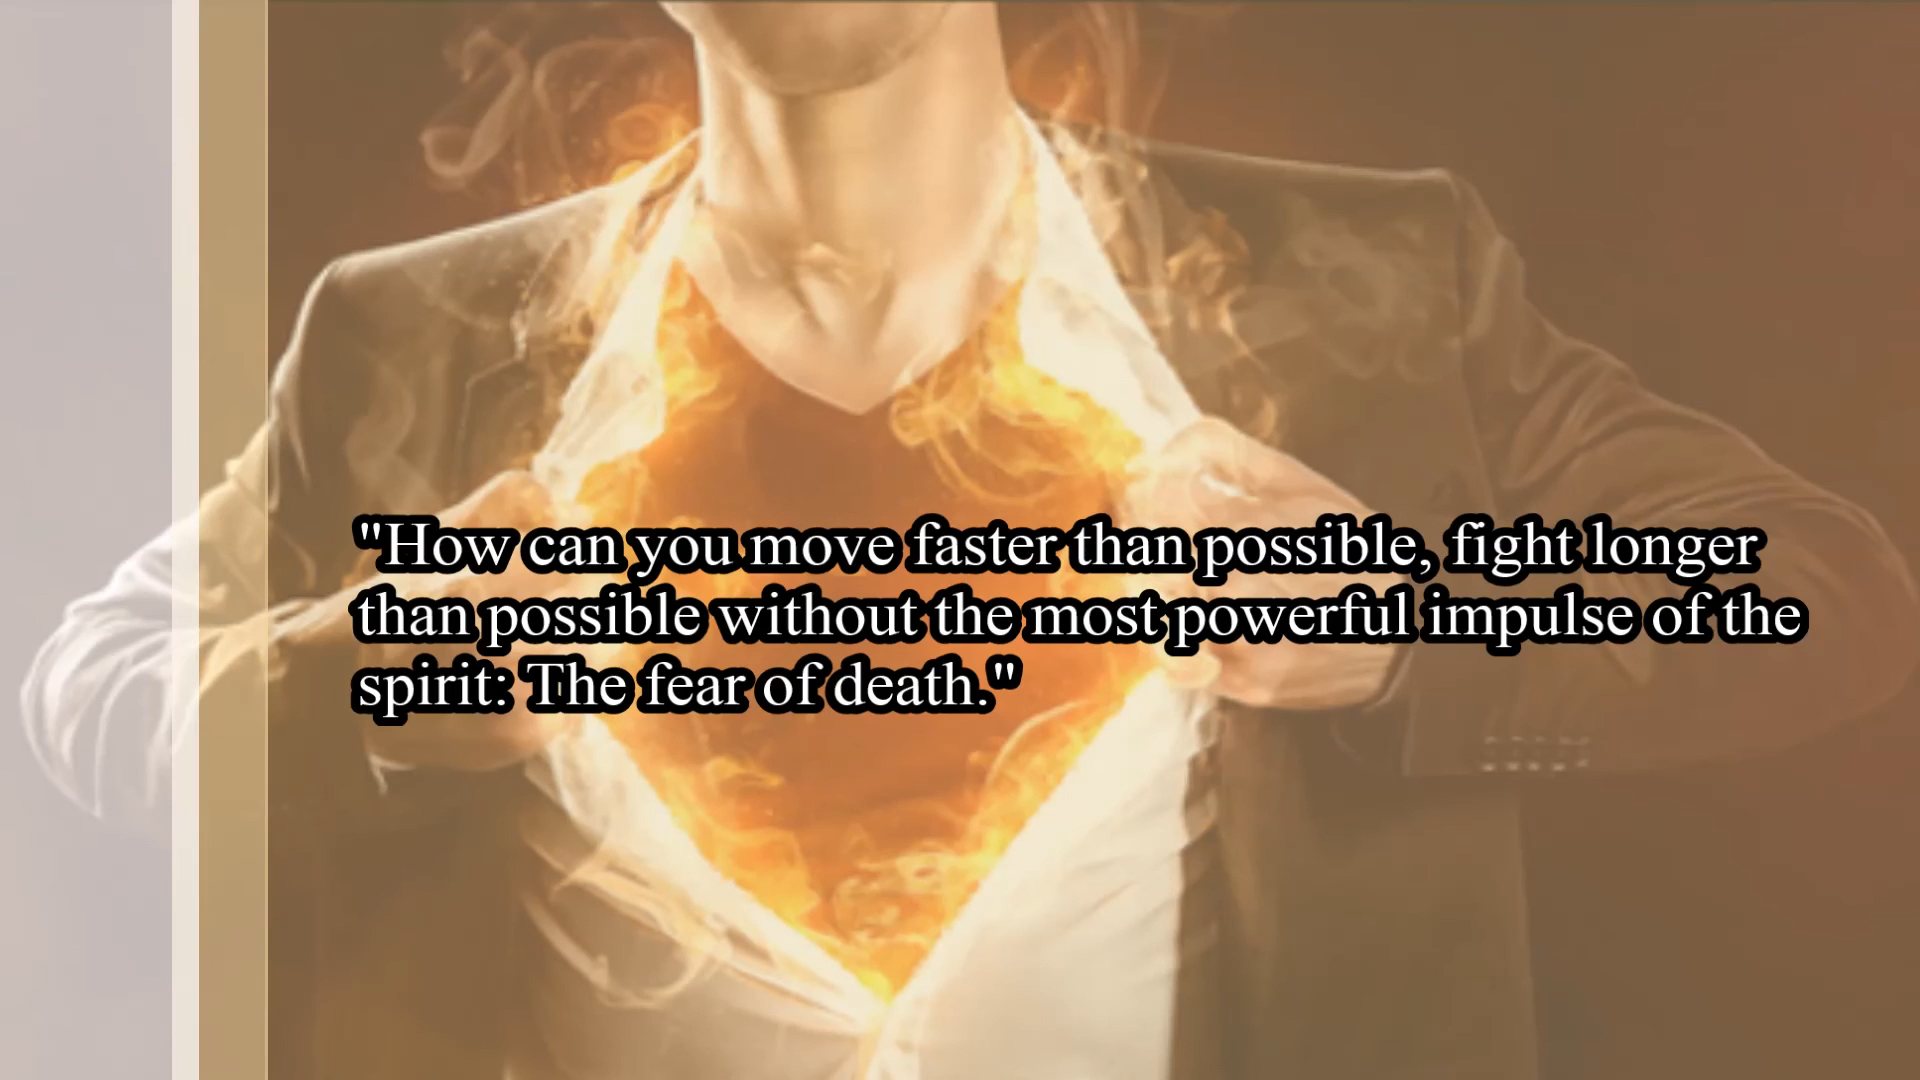 "How can you move faster than possible, fight longer
than possible without the most powerful impulse of the
spirit: The fear of death."